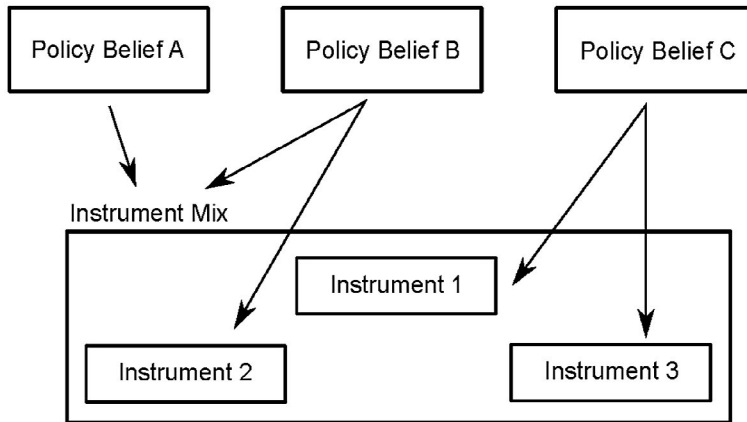 Policy Belief A
Policy Belief B
Policy Belief C
Instrument Mix
Instrument 1
Instrument 2
Instrument 3